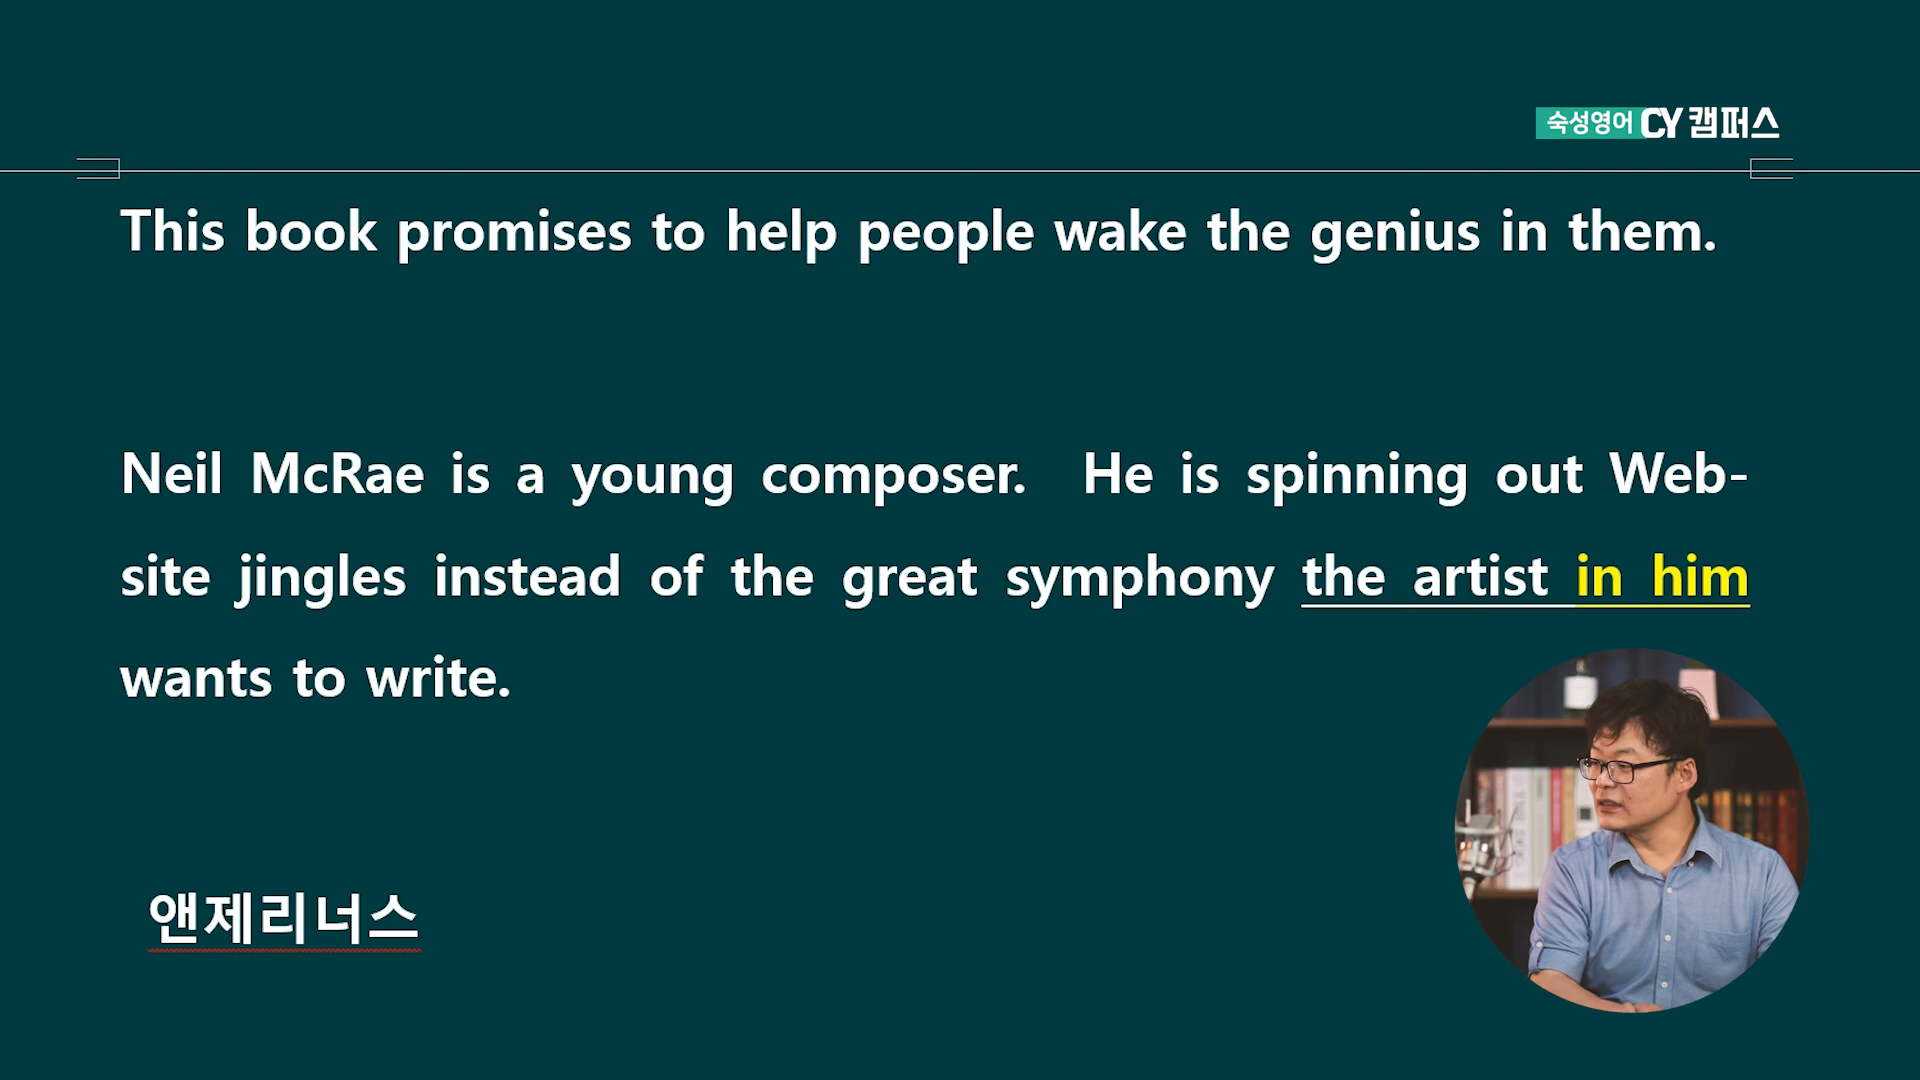 숙성영어 CY캠퍼스
This book promises to help people wake the genius in them.
Neil McRae is a young composer. He is spinning out Web-
site jingles instead of the great symphony the artist in him
wants to write.
앤제리너스